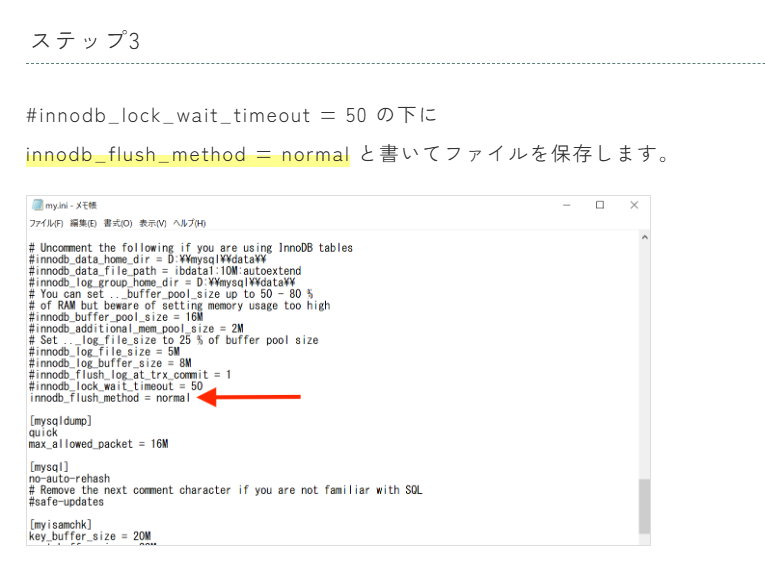 ステップ3
#innodb_lock_wait_timeout = 50 の下に
innodb_flush_method = normal と書いてファイルを保存します。
my.ini - メモ帳
ファイル(F) 編集(E) 書式(O) 表示(V) ヘルプ(H)
# Uncomment the following if you are using InnoDB tables
#innodb_data_home_dir = D:¥¥mysql¥¥data¥¥
#innodb_data_file_path = ibdata1:10M:autoextend
#innodb_log_group_home_dir = D:¥¥mysql¥¥data¥¥
# You can set .._buffer_pool_size up to 50 - 80 %
# of RAM but beware of setting memory usage too high
#innodb_buffer_pool_size = 16M
#innodb_additional_mem_pool_size = 2M
# Set .._log_file_size to 25 % of buffer pool size
#innodb_log_file_size = 5M
#innodb_log_buffer_size = 8M
#innodb_flush_log_at_trx_commit = 1
#innodb_lock_wait_timeout = 50
innodb_flush_method = normal
[mysqldump]
quick
max_allowed_packet = 16M
[mysql]
no-auto-rehash
# Remove the next comment character if you are not familiar with SQL
#safe-updates
[myisamchk]
key_buffer_size = 20M